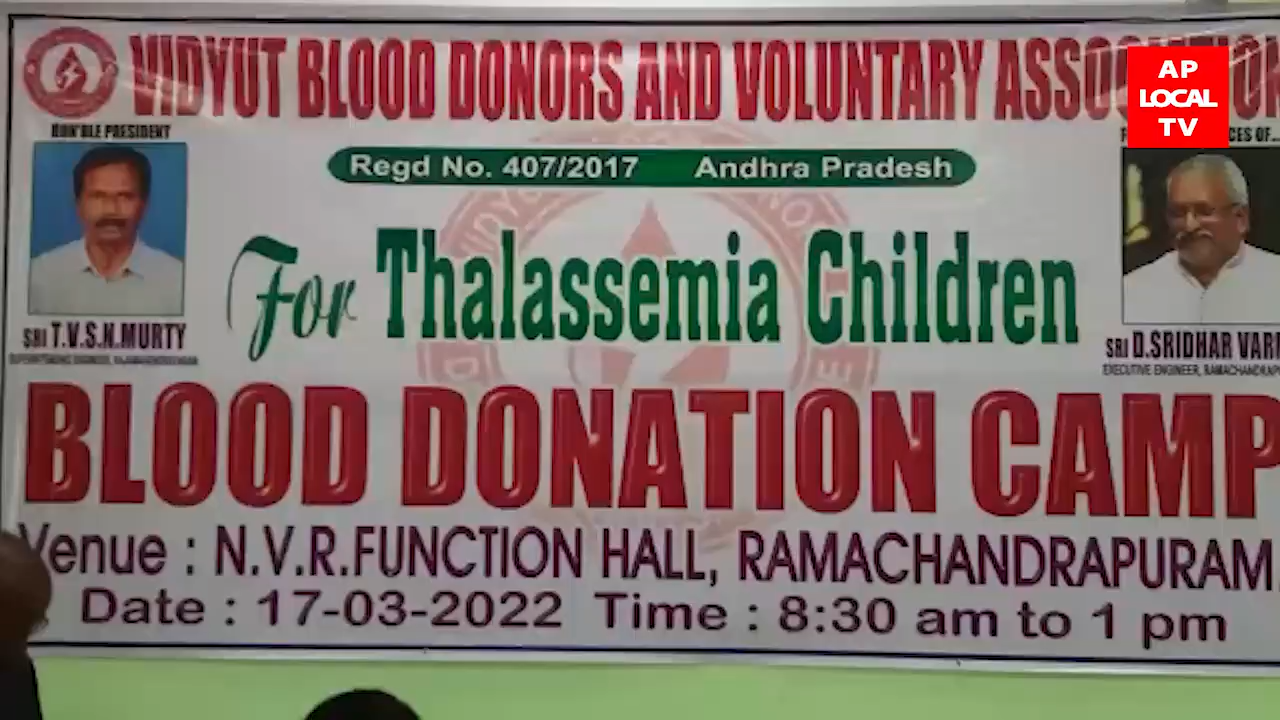 VIDYUT BLOOD DONORS AND VOLUNTARY ASSO
AP
LOCAL
TV
HON'BLE PRESIDENT
CES OF..
Regd No. 407/2017 Andhra Pradesh
For Thalassemia Children
SRI T.V.S.N.MURTY
SRI D.SRIDHAR VAR
EXECUTIVE ENGINEER,
BLOOD DONATION CAMP
Venue : N.V.R.FUNCTION HALL, RAMACHANDRAPURAM
Date : 17-03-2022 Time : 8:30 am to 1 pm